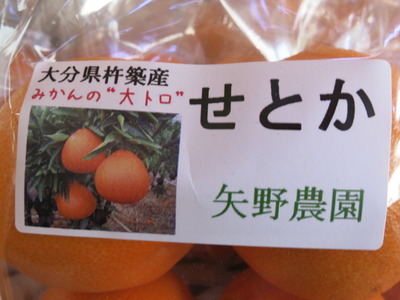 大分県杵築産
みかんの"大トロ"
せとか
矢野農園